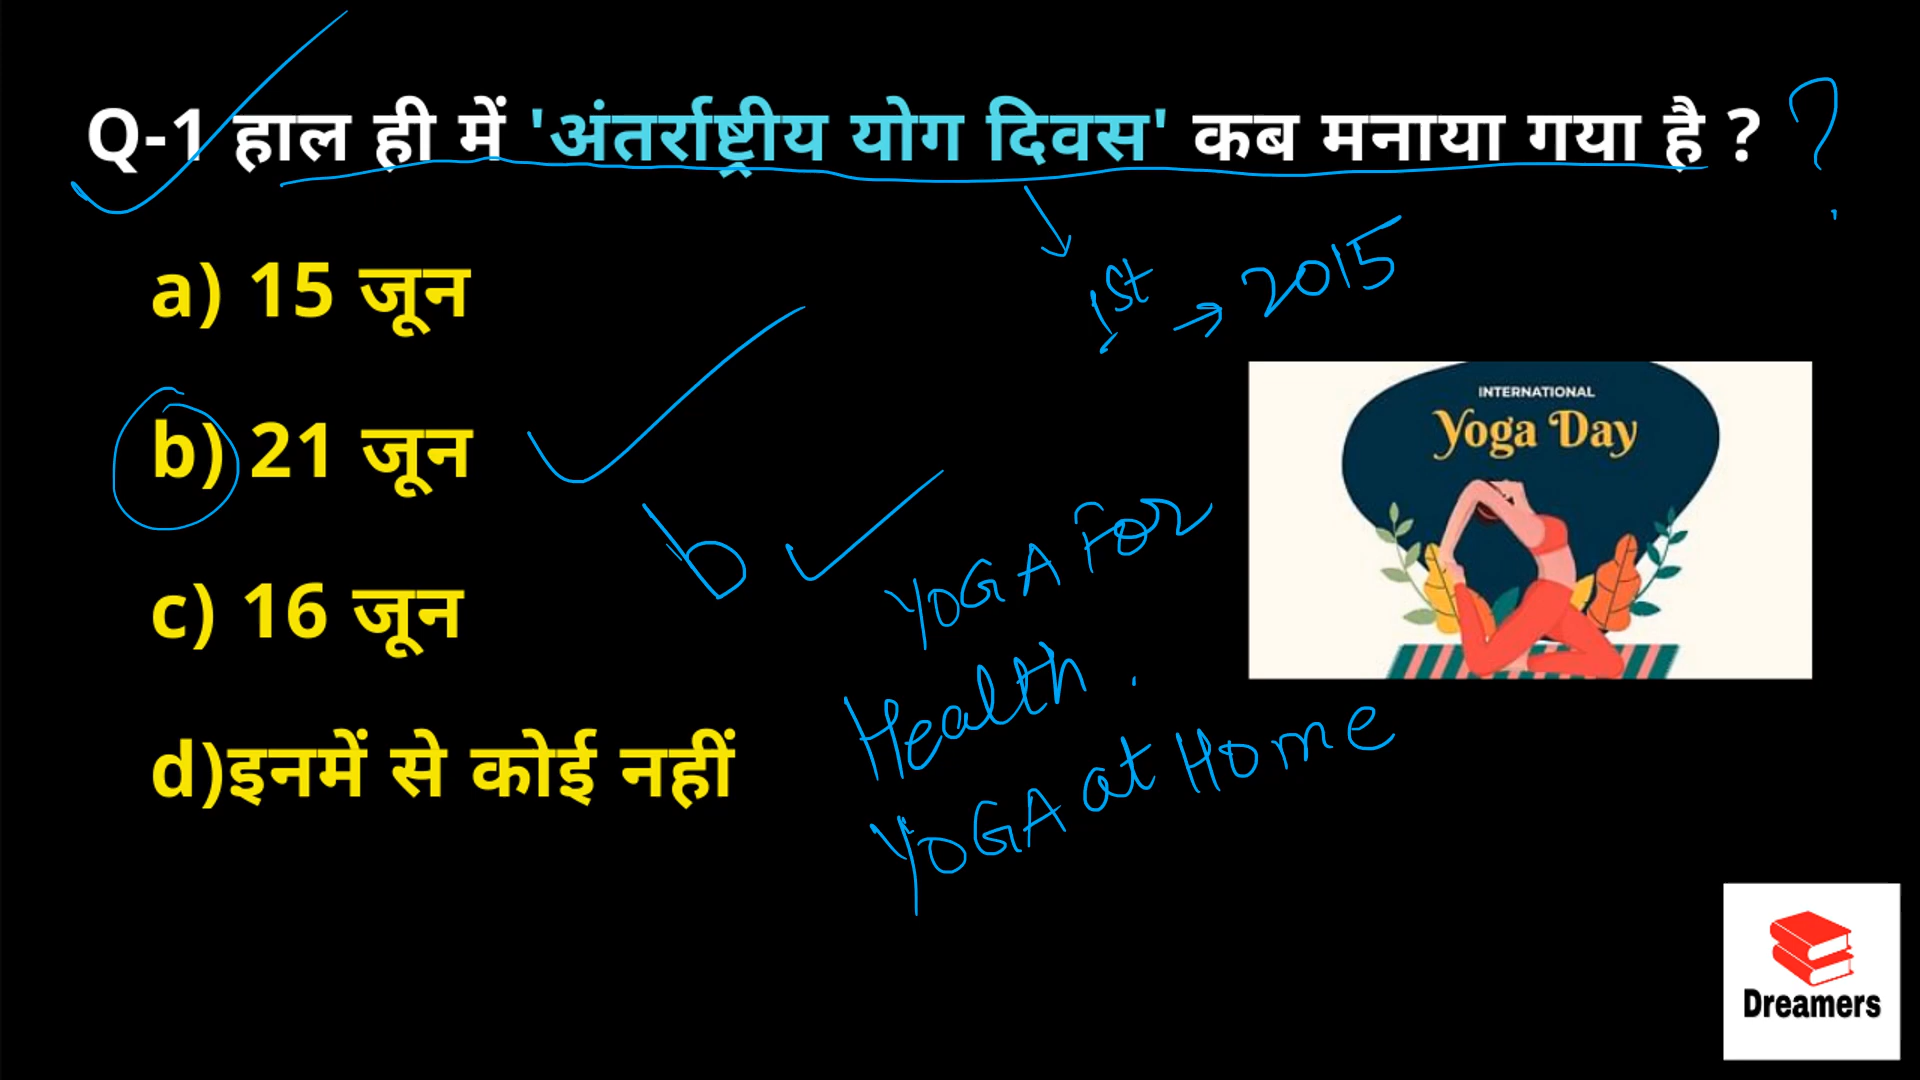 Q-1 हाल ही में 'अंतर्राष्ट्रीय योग दिवस' कब मनाया गया है ? ?
1st → 2015
a) 15 जून
b) 21 जून
b
c) 16 जून
d)इनमें से कोई नहीं
INTERNATIONAL
Yoga Day
YOGA For
Health.
YOGA at Home
Dreamers